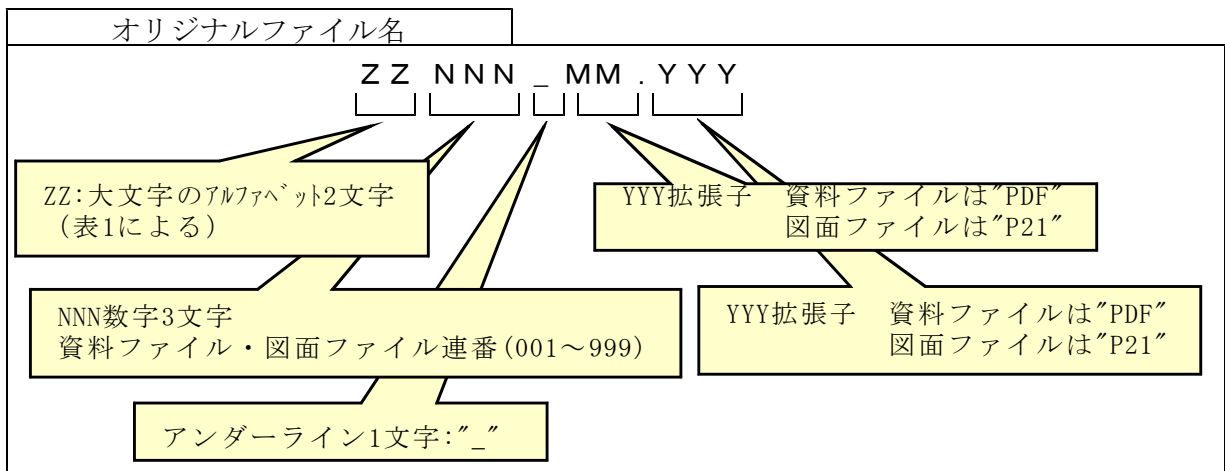 オリジナルファイル名
ZZ NNN _ MM . YYY
ZZ:大文字のｱﾙﾌｧﾍﾞｯﾄ2文字
(表1による)
YYY拡張子　資料ファイルは"PDF"
図面ファイルは"P21"
NNN数字3文字
資料ファイル・図面ファイル連番(001～999)
YYY拡張子　資料ファイルは"PDF"
図面ファイルは"P21"
アンダーライン1文字:"_"